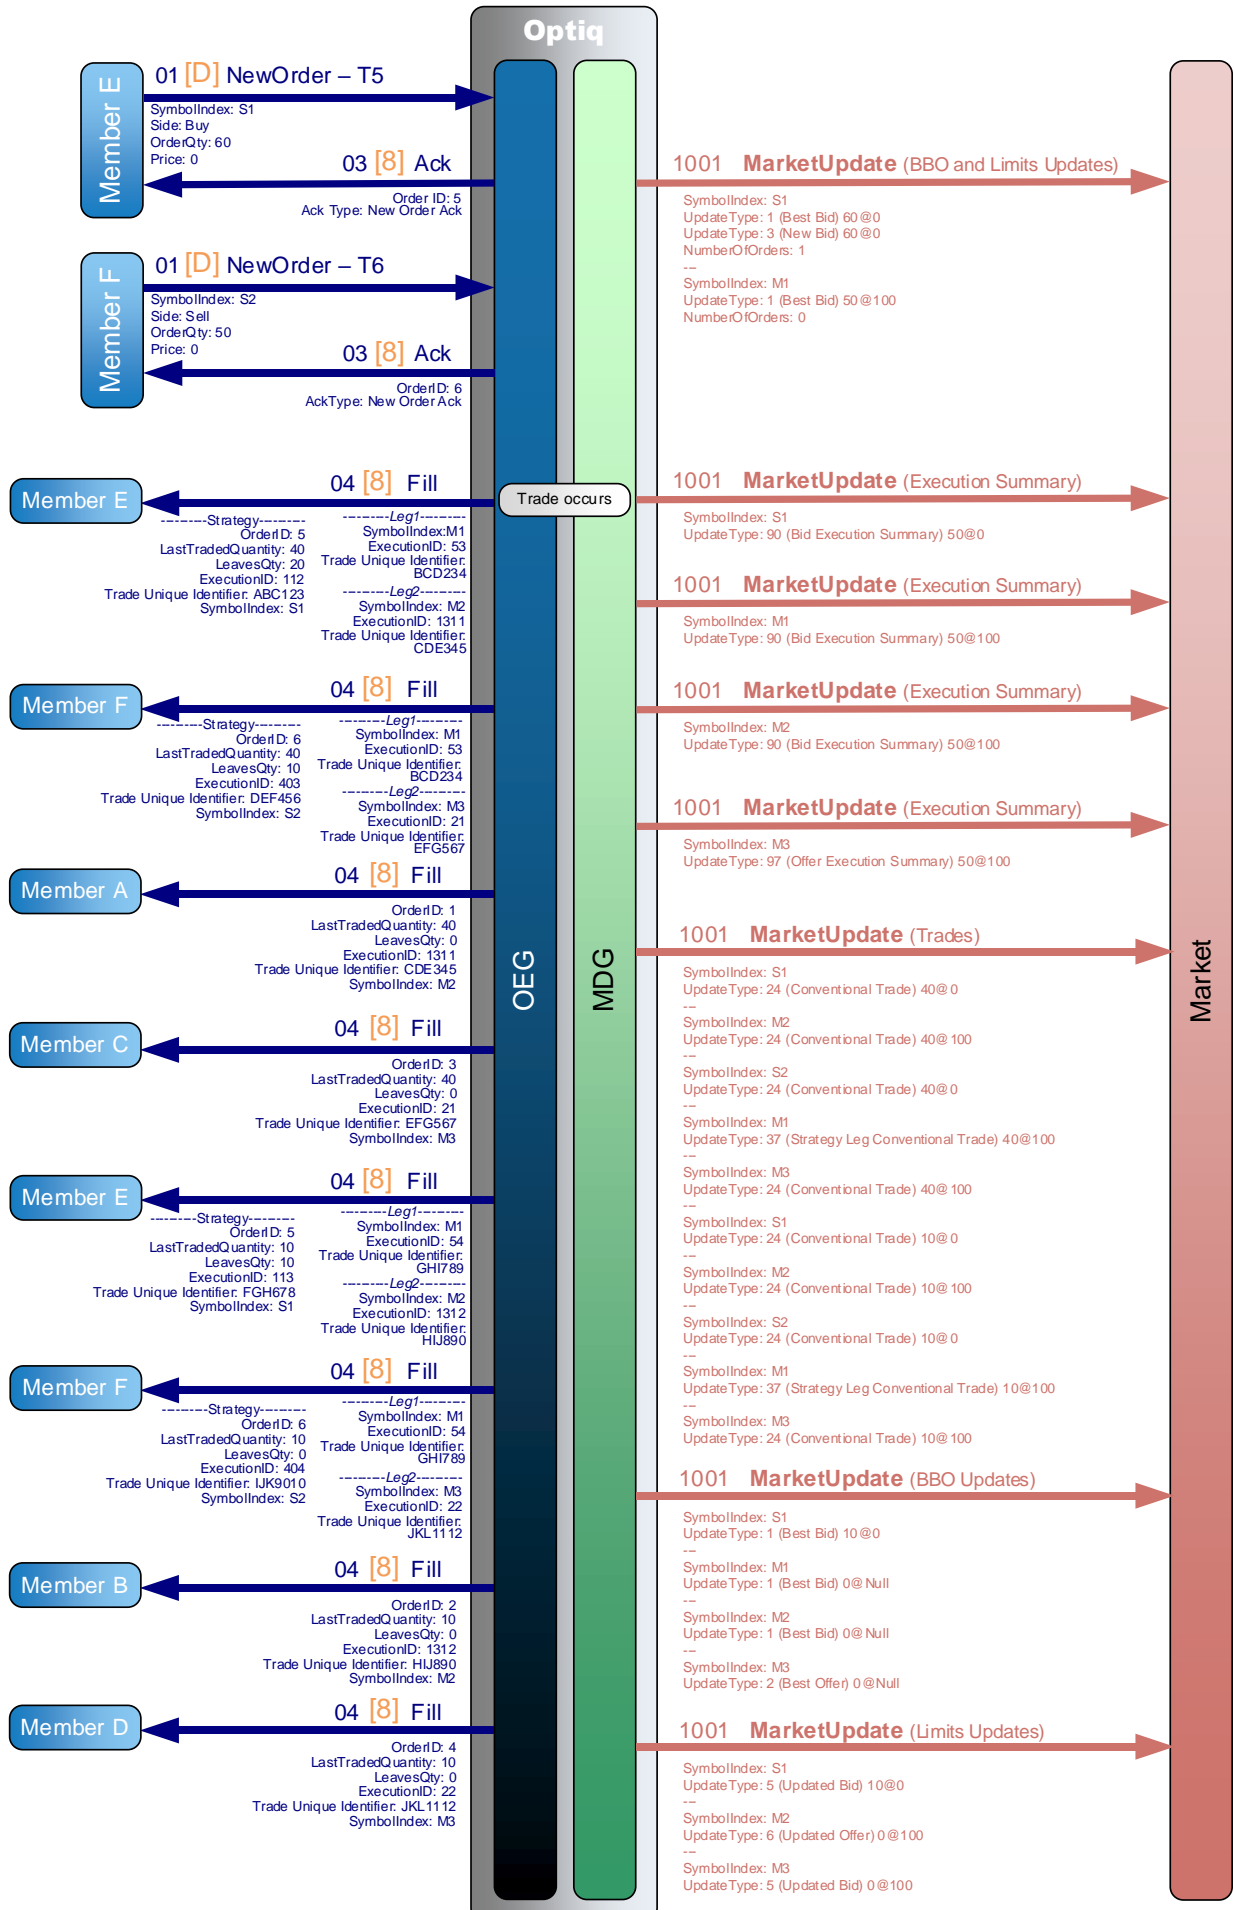 Optiq
Member E
01 [D] NewOrder – T5
SymbolIndex: S1
Side: Buy
OrderQty: 60
Price: 0
03 [8] Ack
Order ID: 5
Ack Type: New Order Ack
Member F
01 [D] NewOrder – T6
SymbolIndex: S2
Side: Sell
OrderQty: 50
Price: 0
03 [8] Ack
OrderID: 6
AckType: New Order Ack
Member E
04 [8] Fill
----------Strategy----------
OrderID: 5
LastTradedQuantity: 40
LeavesQty: 20
ExecutionID: 112
Trade Unique Identifier: ABC123
SymbolIndex: S1
----------Leg1----------
SymbolIndex:M1
ExecutionID: 53
Trade Unique Identifier:
BCD234
----------Leg2----------
SymbolIndex: M2
ExecutionID: 1311
Trade Unique Identifier:
CDE345
Member F
04 [8] Fill
----------Strategy----------
OrderID: 6
LastTradedQuantity: 40
LeavesQty: 10
ExecutionID: 403
Trade Unique Identifier: DEF456
SymbolIndex: S2
----------Leg1----------
SymbolIndex: M1
ExecutionID: 53
Trade Unique Identifier:
BCD234
----------Leg2----------
SymbolIndex: M3
ExecutionID: 21
Trade Unique Identifier:
EFG567
Member A
04 [8] Fill
OrderID: 1
LastTradedQuantity: 40
LeavesQty: 0
ExecutionID: 1311
Trade Unique Identifier: CDE345
SymbolIndex: M2
Member C
04 [8] Fill
OrderID: 3
LastTradedQuantity: 40
LeavesQty: 0
ExecutionID: 21
Trade Unique Identifier: EFG567
SymbolIndex: M3
Member E
04 [8] Fill
----------Strategy----------
OrderID: 5
LastTradedQuantity: 10
LeavesQty: 10
ExecutionID: 113
Trade Unique Identifier: FGH678
SymbolIndex: S1
----------Leg1----------
SymbolIndex: M1
ExecutionID: 54
Trade Unique Identifier:
GHI789
----------Leg2----------
SymbolIndex: M2
ExecutionID: 1312
Trade Unique Identifier:
HIJ890
Member F
04 [8] Fill
----------Strategy----------
OrderID: 6
LastTradedQuantity: 10
LeavesQty: 0
ExecutionID: 404
Trade Unique Identifier: IJK9010
SymbolIndex: S2
----------Leg1----------
SymbolIndex: M1
ExecutionID: 54
Trade Unique Identifier:
GHI789
----------Leg2----------
SymbolIndex: M3
ExecutionID: 22
Trade Unique Identifier:
JKL1112
Member B
04 [8] Fill
OrderID: 2
LastTradedQuantity: 10
LeavesQty: 0
ExecutionID: 1312
Trade Unique Identifier: HIJ890
SymbolIndex: M2
Member D
04 [8] Fill
OrderID: 4
LastTradedQuantity: 10
LeavesQty: 0
ExecutionID: 22
Trade Unique Identifier: JKL1112
SymbolIndex: M3
Trade occurs
OEG
MDG
1001 MarketUpdate (BBO and Limits Updates)
SymbolIndex: S1
UpdateType: 1 (Best Bid) 60@0
UpdateType: 3 (New Bid) 60@0
NumberOfOrders: 1
---
SymbolIndex: M1
UpdateType: 1 (Best Bid) 50@100
NumberOfOrders: 0
1001 MarketUpdate (Execution Summary)
SymbolIndex: S1
UpdateType: 90 (Bid Execution Summary) 50@0
1001 MarketUpdate (Execution Summary)
SymbolIndex: M1
UpdateType: 90 (Bid Execution Summary) 50@100
1001 MarketUpdate (Execution Summary)
SymbolIndex: M2
UpdateType: 90 (Bid Execution Summary) 50@100
1001 MarketUpdate (Execution Summary)
SymbolIndex: M3
UpdateType: 97 (Offer Execution Summary) 50@100
1001 MarketUpdate (Trades)
SymbolIndex: S1
UpdateType: 24 (Conventional Trade) 40@0
---
SymbolIndex: M2
UpdateType: 24 (Conventional Trade) 40@100
---
SymbolIndex: S2
UpdateType: 24 (Conventional Trade) 40@0
---
SymbolIndex: M1
UpdateType: 37 (Strategy Leg Conventional Trade) 40@100
---
SymbolIndex: M3
UpdateType: 24 (Conventional Trade) 40@100
---
SymbolIndex: S1
UpdateType: 24 (Conventional Trade) 10@0
---
SymbolIndex: M2
UpdateType: 24 (Conventional Trade) 10@100
---
SymbolIndex: S2
UpdateType: 24 (Conventional Trade) 10@0
---
SymbolIndex: M1
UpdateType: 37 (Strategy Leg Conventional Trade) 10@100
---
SymbolIndex: M3
UpdateType: 24 (Conventional Trade) 10@100
1001 MarketUpdate (BBO Updates)
SymbolIndex: S1
UpdateType: 1 (Best Bid) 10@0
---
SymbolIndex: M1
UpdateType: 1 (Best Bid) 0@Null
---
SymbolIndex: M2
UpdateType: 1 (Best Bid) 0@Null
---
SymbolIndex: M3
UpdateType: 2 (Best Offer) 0@Null
1001 MarketUpdate (Limits Updates)
SymbolIndex: S1
UpdateType: 5 (Updated Bid) 10@0
---
SymbolIndex: M2
UpdateType: 6 (Updated Offer) 0@100
---
SymbolIndex: M3
UpdateType: 5 (Updated Bid) 0@100
Market